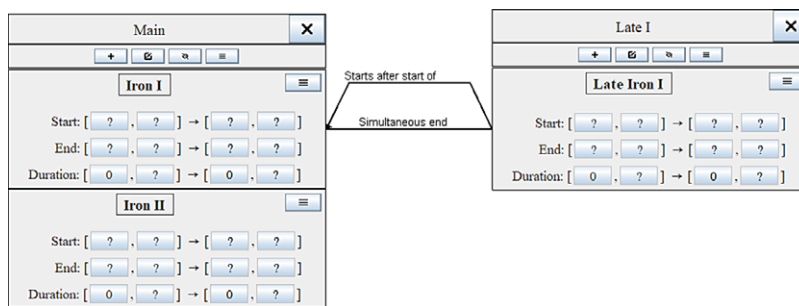 Main
×
+
≡
Iron I
≡
Start: [ ? , ? ] → [ ? , ? ]
End: [ ? , ? ] → [ ? , ? ]
Duration: [ 0 , ? ] → [ 0 , ? ]
Iron II
≡
Start: [ ? , ? ] → [ ? , ? ]
End: [ ? , ? ] → [ ? , ? ]
Duration: [ 0 , ? ] → [ 0 , ? ]
Starts after start of
Simultaneous end
Late I
×
+
≡
Late Iron I
≡
Start: [ ? , ? ] → [ ? , ? ]
End: [ ? , ? ] → [ ? , ? ]
Duration: [ 0 , ? ] → [ 0 , ? ]